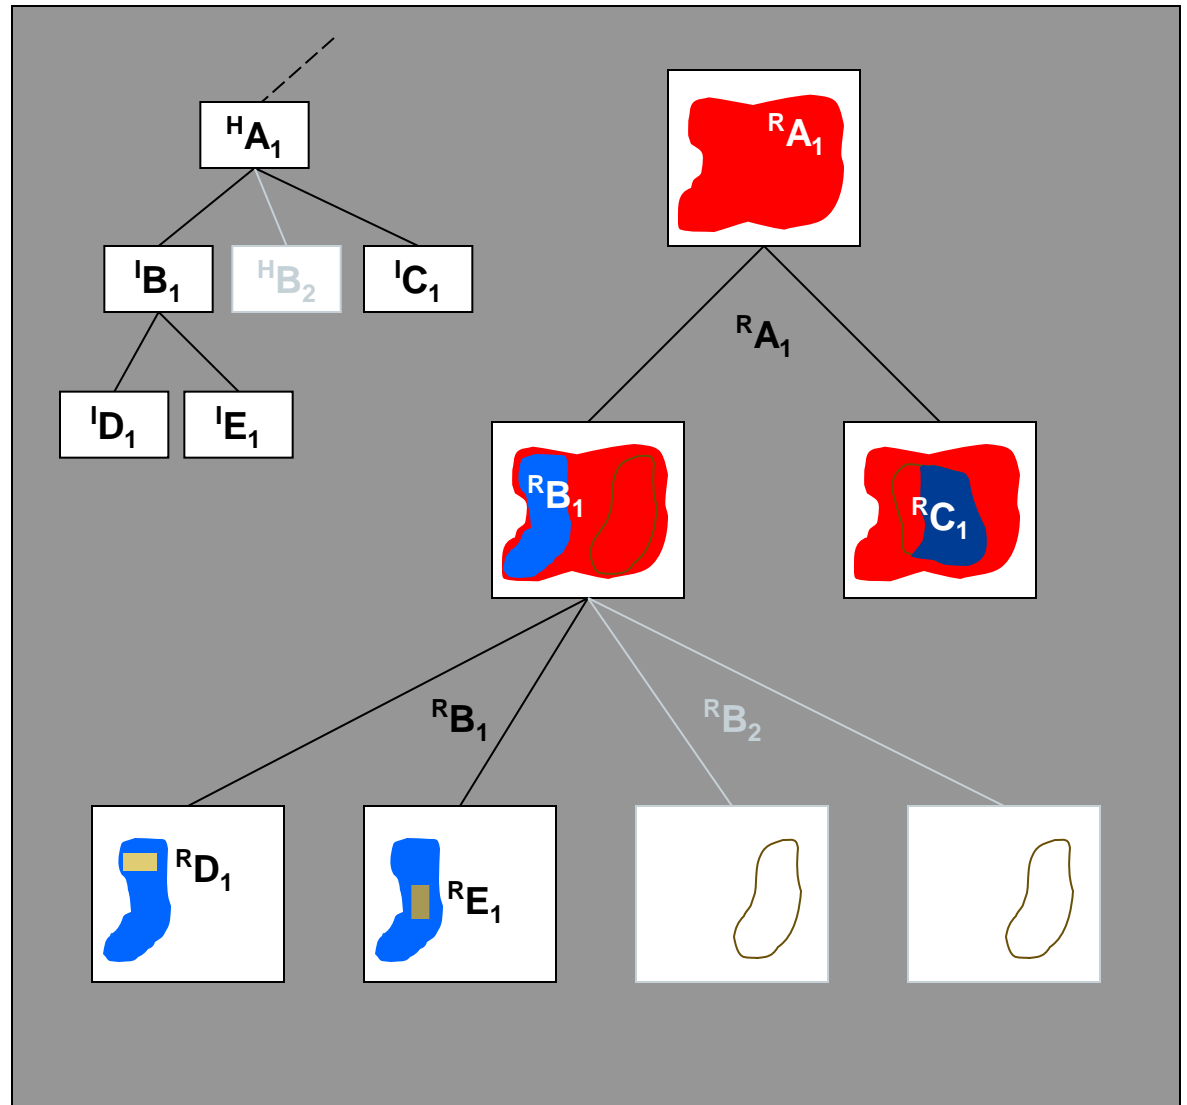 ᴴA₁
ᴿA₁
ᴵB₁ ᴴB₂ ᴵC₁
ᴿA₁
ᴵD₁ ᴵE₁
ᴿB₁ ᴿC₁
ᴿB₁ ᴿB₂
ᴿD₁ ᴿE₁